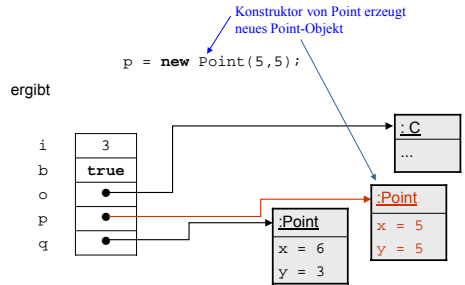 Konstruktor von Point erzeugt
neues Point-Objekt
p = new Point(5,5);
ergibt
: C
...
i 3
b true
o
p
q
:Point
x = 5
y = 5
:Point
x = 6
y = 3